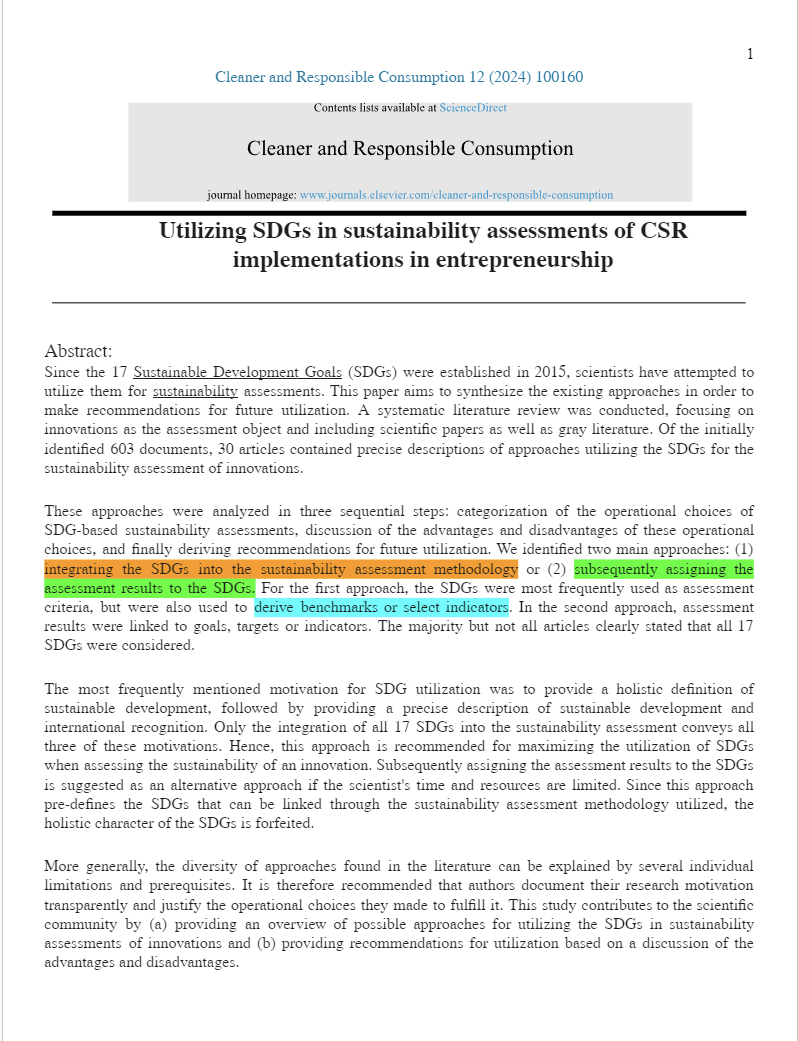 1
Cleaner and Responsible Consumption 12 (2024) 100160
Contents lists available at ScienceDirect
Cleaner and Responsible Consumption
journal homepage: www.journals.elsevier.com/cleaner-and-responsible-consumption
Utilizing SDGs in sustainability assessments of CSR
implementations in entrepreneurship
Abstract:
Since the 17 Sustainable Development Goals (SDGs) were established in 2015, scientists have attempted to
utilize them for sustainability assessments. This paper aims to synthesize the existing approaches in order to
make recommendations for future utilization. A systematic literature review was conducted, focusing on
innovations as the assessment object and including scientific papers as well as gray literature. Of the initially
identified 603 documents, 30 articles contained precise descriptions of approaches utilizing the SDGs for the
sustainability assessment of innovations.
These approaches were analyzed in three sequential steps: categorization of the operational choices of
SDG-based sustainability assessments, discussion of the advantages and disadvantages of these operational
choices, and finally deriving recommendations for future utilization. We identified two main approaches: (1)
integrating the SDGs into the sustainability assessment methodology or (2) subsequently assigning the
assessment results to the SDGs. For the first approach, the SDGs were most frequently used as assessment
criteria, but were also used to derive benchmarks or select indicators. In the second approach, assessment
results were linked to goals, targets or indicators. The majority but not all articles clearly stated that all 17
SDGs were considered.
The most frequently mentioned motivation for SDG utilization was to provide a holistic definition of
sustainable development, followed by providing a precise description of sustainable development and
international recognition. Only the integration of all 17 SDGs into the sustainability assessment conveys all
three of these motivations. Hence, this approach is recommended for maximizing the utilization of SDGs
when assessing the sustainability of an innovation. Subsequently assigning the assessment results to the SDGs
is suggested as an alternative approach if the scientist's time and resources are limited. Since this approach
pre-defines the SDGs that can be linked through the sustainability assessment methodology utilized, the
holistic character of the SDGs is forfeited.
More generally, the diversity of approaches found in the literature can be explained by several individual
limitations and prerequisites. It is therefore recommended that authors document their research motivation
transparently and justify the operational choices they made to fulfill it. This study contributes to the scientific
community by (a) providing an overview of possible approaches for utilizing the SDGs in sustainability
assessments of innovations and (b) providing recommendations for utilization based on a discussion of the
advantages and disadvantages.